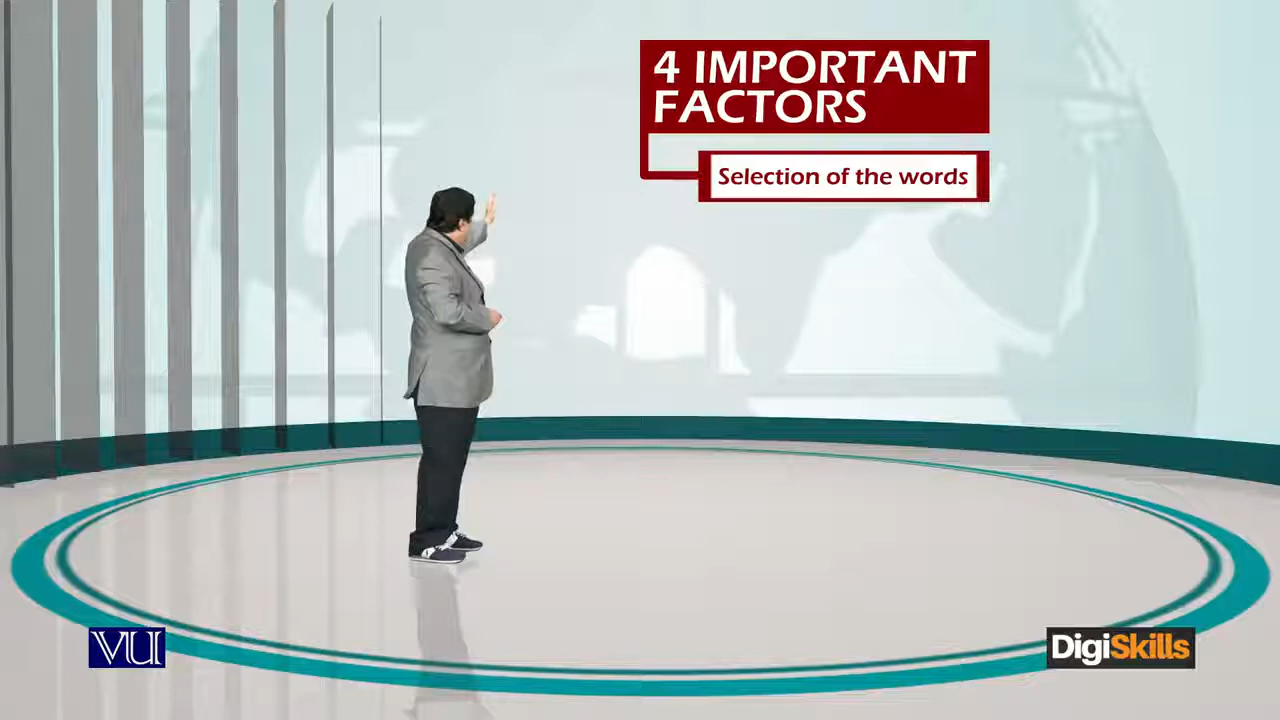 4 IMPORTANT
FACTORS
Selection of the words
VU
DigiSkills